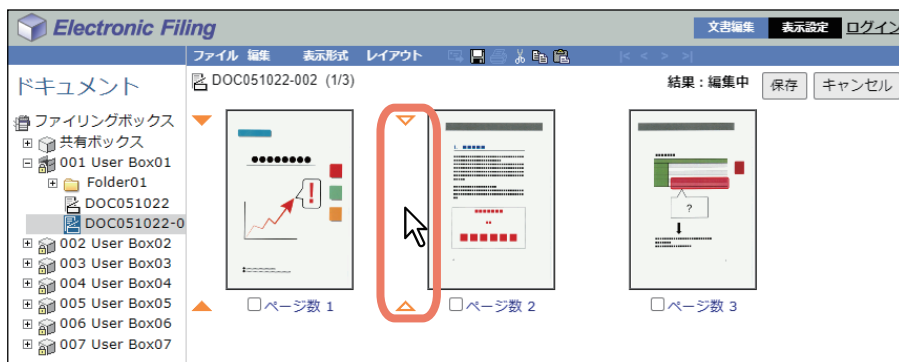 Electronic Filing
文書編集 表示設定 ログイン
ファイル 編集 表示形式 レイアウト |< < > >|
ドキュメント
DOC051022-002 (1/3) 結果：編集中 保存 キャンセル
ファイリングボックス
共有ボックス
001 User Box01
Folder01
DOC051022
DOC051022-0
002 User Box02
003 User Box03
004 User Box04
005 User Box05
006 User Box06
007 User Box07
!
?
ページ数 1
ページ数 2
ページ数 3